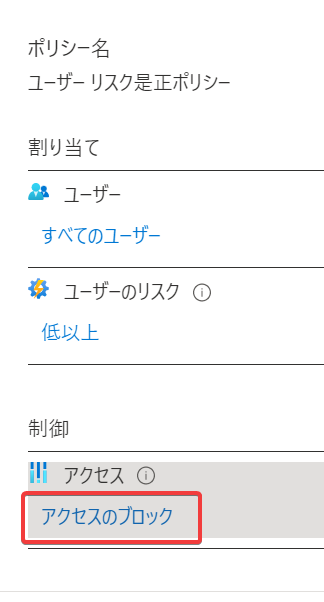 ポリシー名
ユーザー リスク是正ポリシー
割り当て
ユーザー
すべてのユーザー
ユーザーのリスク
低以上
制御
アクセス
アクセスのブロック